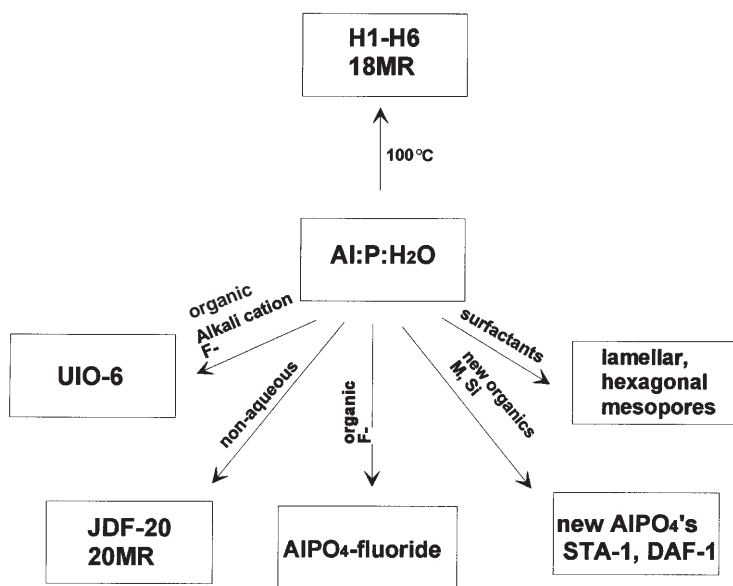 H1-H6
18MR
100°C
Al:P:H₂O
organic
Alkali cation
F-
UIO-6
non-aqueous
JDF-20
20MR
organic
F-
AlPO₄-fluoride
new organics
M, Si
new AlPO₄'s
STA-1, DAF-1
surfactants
lamellar,
hexagonal
mesopores